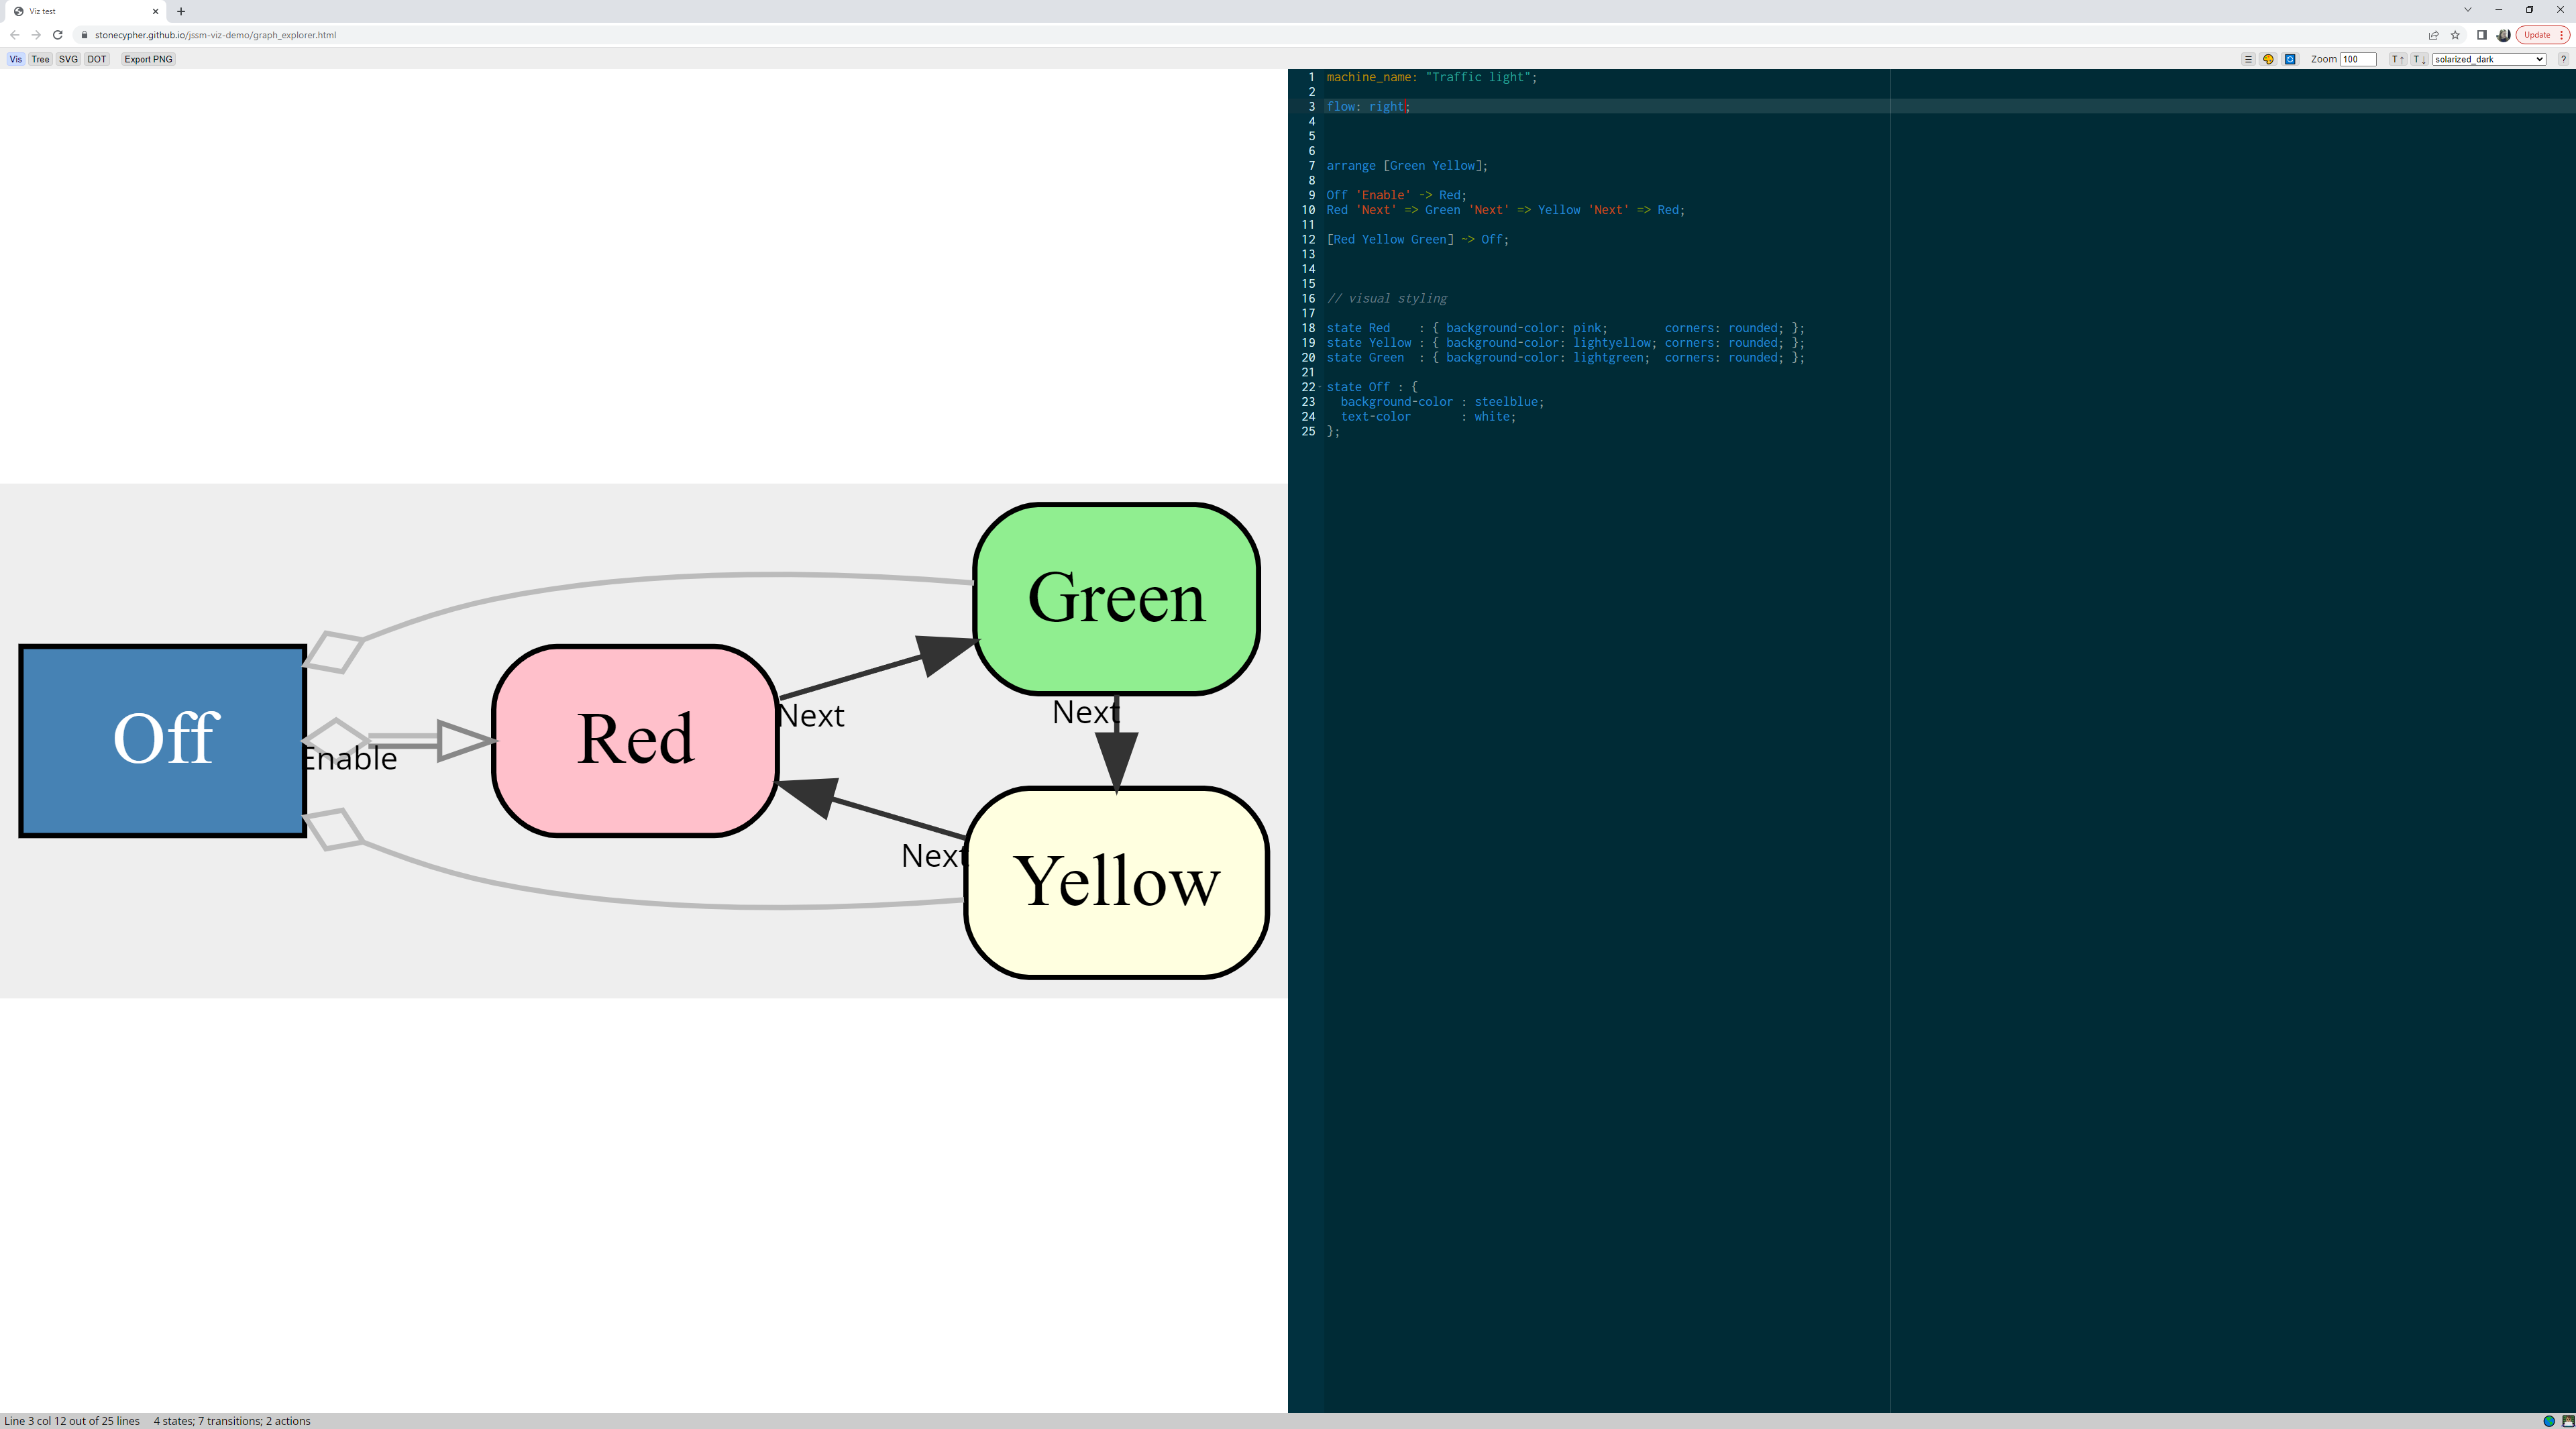 Viz test
stonecypher.github.io/jssm-viz-demo/graph_explorer.html
Update
Vis Tree SVG DOT Export PNG
Zoom 100 T↑ T↓ solarized_dark ?
Green
Off
Red
Next
Next
Enable
Next
Yellow
1 machine_name: "Traffic light";
2
3 flow: right;
4
5
6
7 arrange [Green Yellow];
8
9 Off 'Enable' -> Red;
10 Red 'Next' => Green 'Next' => Yellow 'Next' => Red;
11
12 [Red Yellow Green] ~> Off;
13
14
15
16 // visual styling
17
18 state Red    : { background-color: pink;        corners: rounded; };
19 state Yellow : { background-color: lightyellow; corners: rounded; };
20 state Green  : { background-color: lightgreen;  corners: rounded; };
21
22 state Off : {
23   background-color : steelblue;
24   text-color       : white;
25 };
Line 3 col 12 out of 25 lines 4 states; 7 transitions; 2 actions